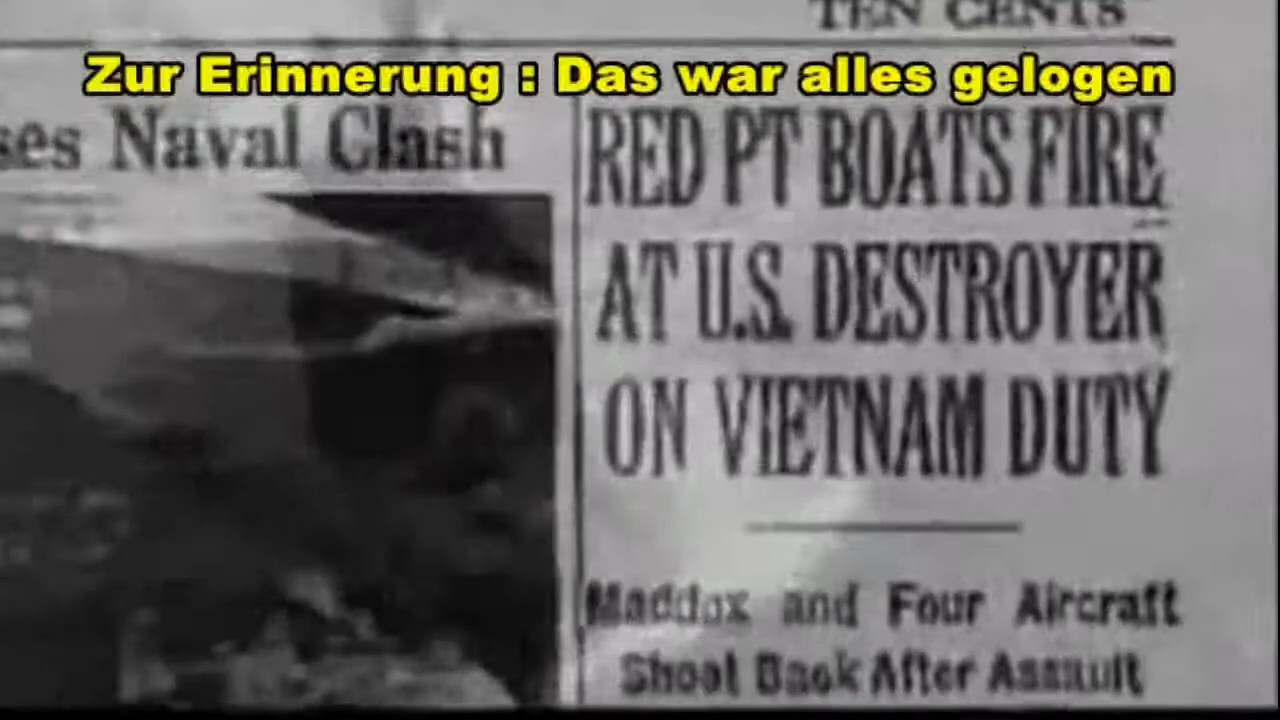 TEN CENTS
Zur Erinnerung : Das war alles gelogen
ses Naval Clash
RED PT BOATS FIRE
AT U.S. DESTROYER
ON VIETNAM DUTY
Maddox and Four Aircraft
Shoot Back After Assault